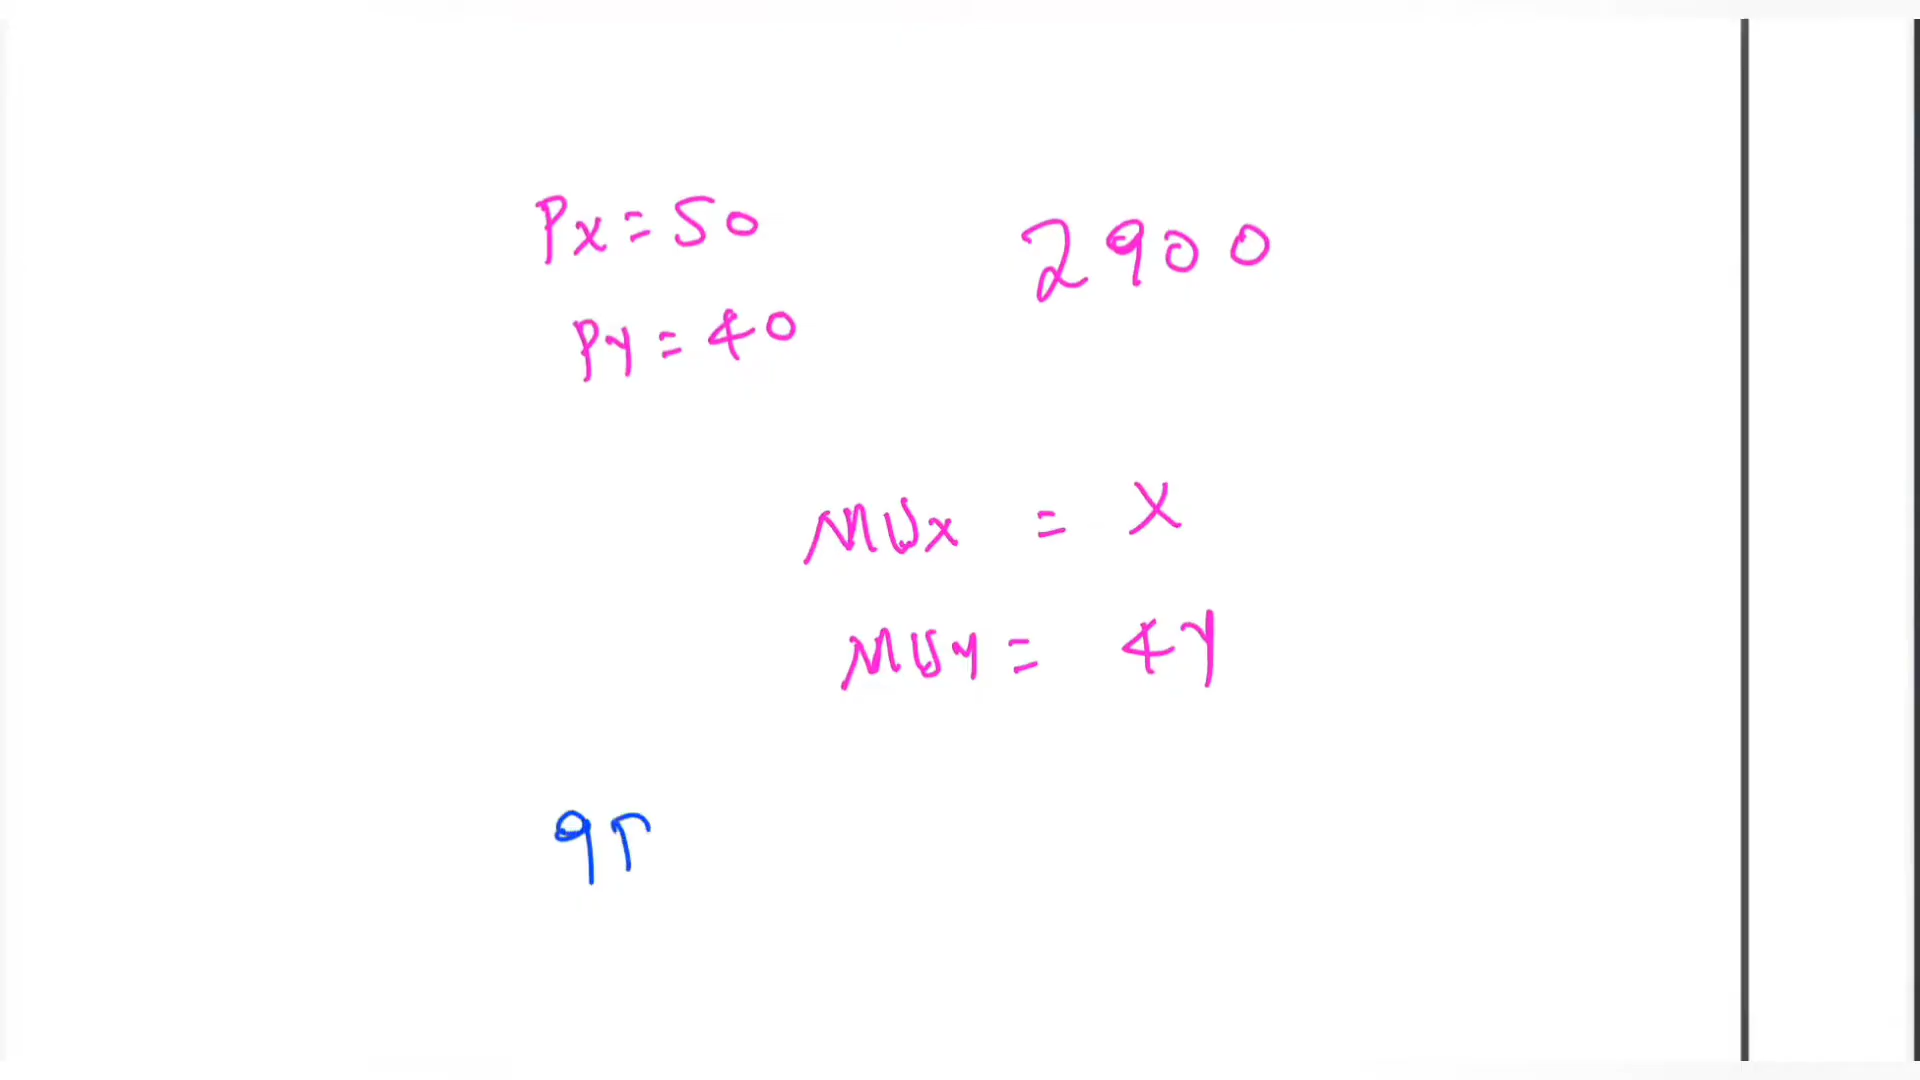 Px = 50
2900
Py = 40
MUx = X
MUy = 4Y